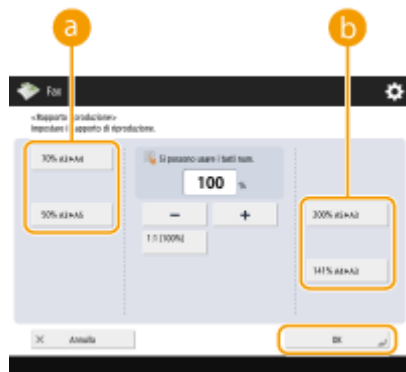 a
b
Fax
<Rapporto riproduzione>
Impostare il rapporto di riproduzione.
70% A3►A4
Si possono usare i tasti num.
100 %
50% A3►A5
− +
200% A5►A3
1:1 [100%]
141% A4►A3
× Annulla
OK